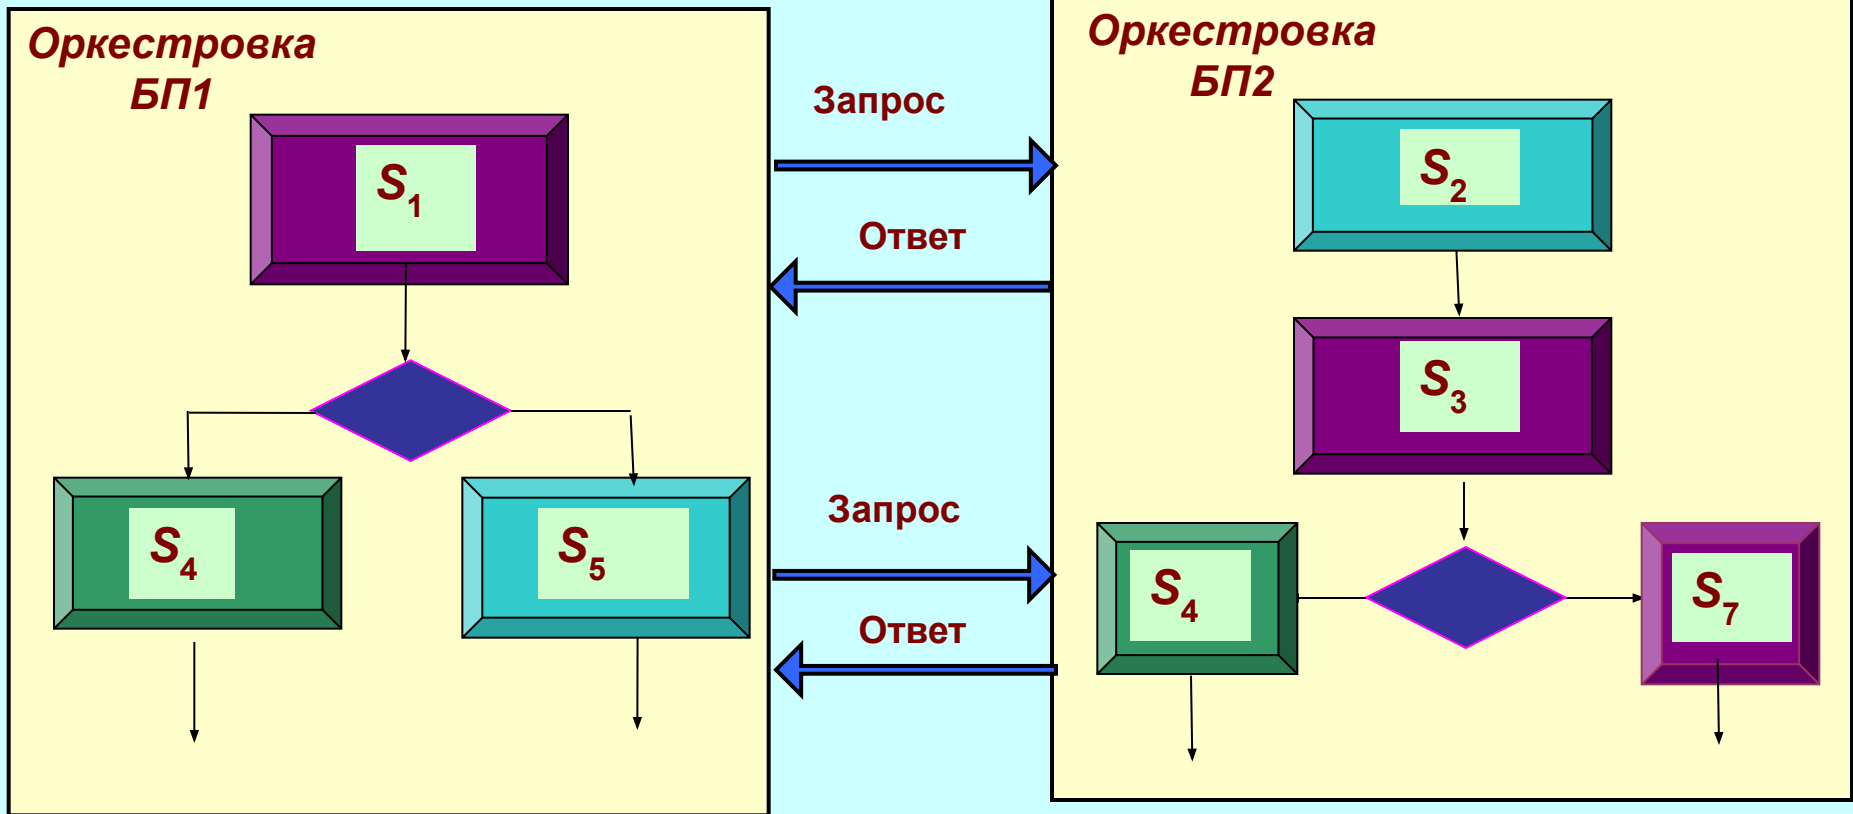 Оркестровка
БП1
S1
S4
S5
Запрос
Ответ
Запрос
Ответ
Оркестровка
БП2
S2
S3
S4
S7